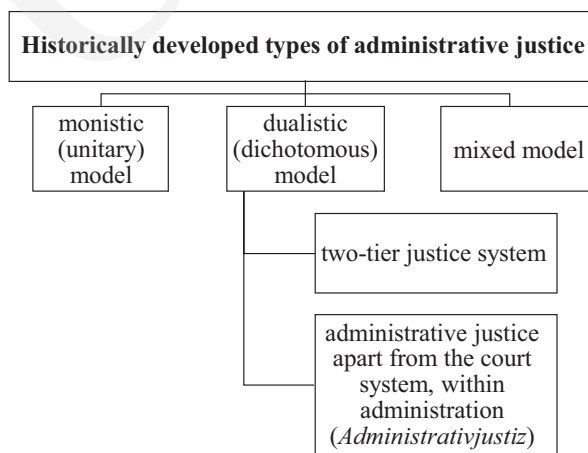 Historically developed types of administrative justice
monistic
(unitary)
model
dualistic
(dichotomous)
model
mixed model
two-tier justice system
administrative justice
apart from the court
system, within
administration
(Administrativjustiz)